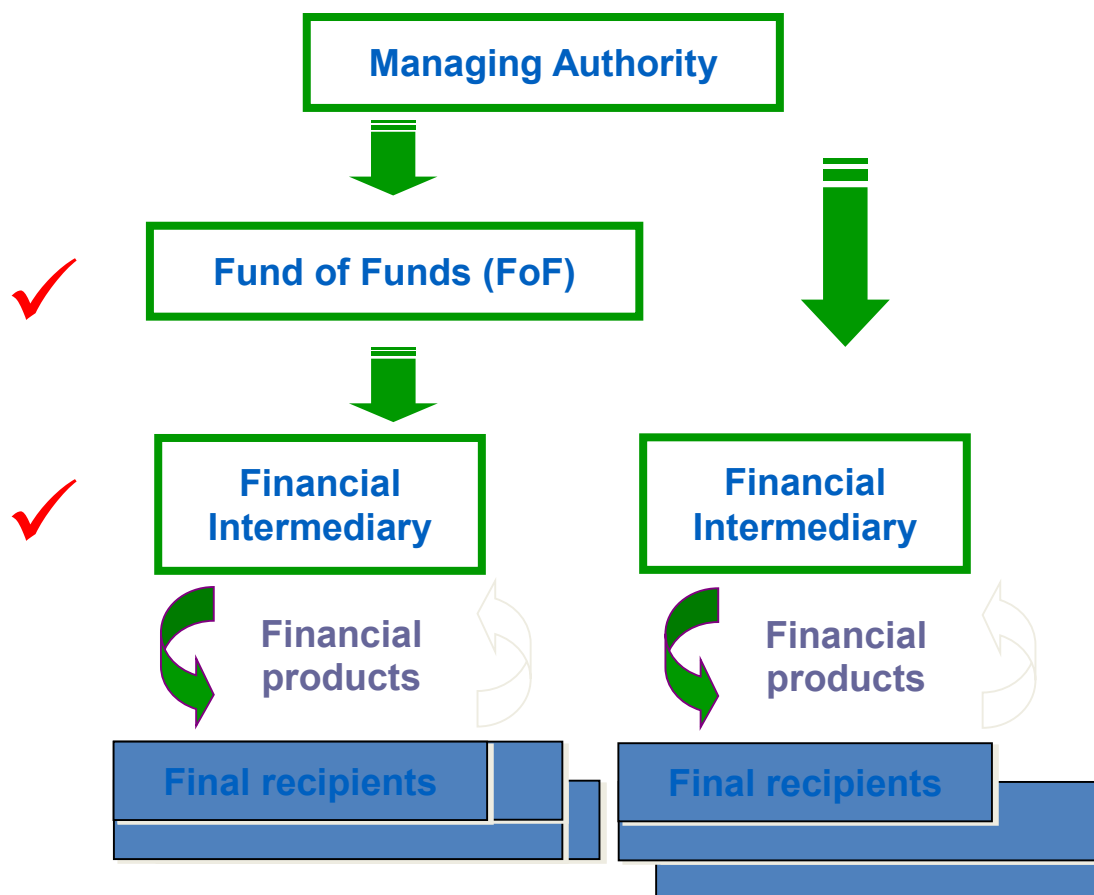 Managing Authority
Fund of Funds (FoF)
Financial
Intermediary
Financial
Intermediary
Financial
products
Financial
products
Final recipients
Final recipients